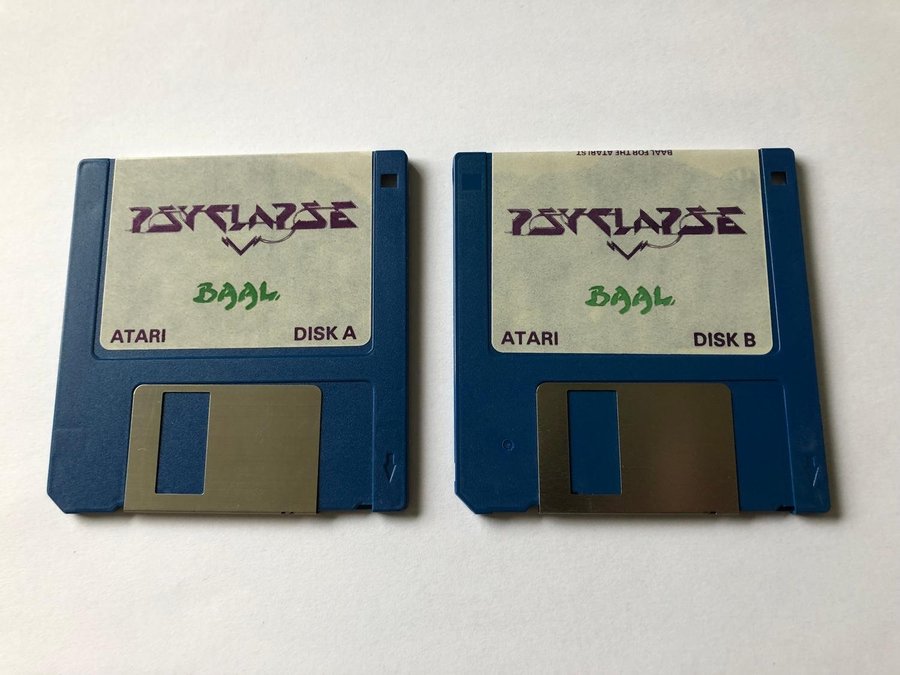 PSYCLAPSE
BAAL.
ATARI DISK A
BAAL FOR THE ATARI ST
PSYCLAPSE
BAAL.
ATARI DISK B